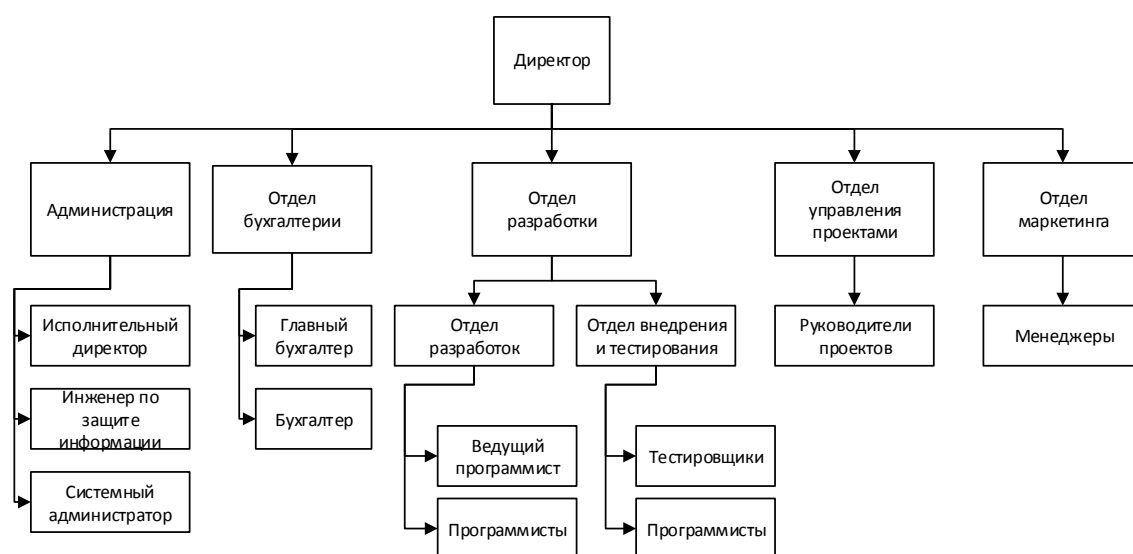 Директор
Администрация
Отдел
бухгалтерии
Отдел
разработки
Отдел
управления
проектами
Отдел
маркетинга
Исполнительный
директор
Главный
бухгалтер
Отдел
разработок
Отдел внедрения
и тестирования
Руководители
проектов
Менеджеры
Инженер по
защите
информации
Бухгалтер
Ведущий
программист
Тестировщики
Системный
администратор
Программисты
Программисты